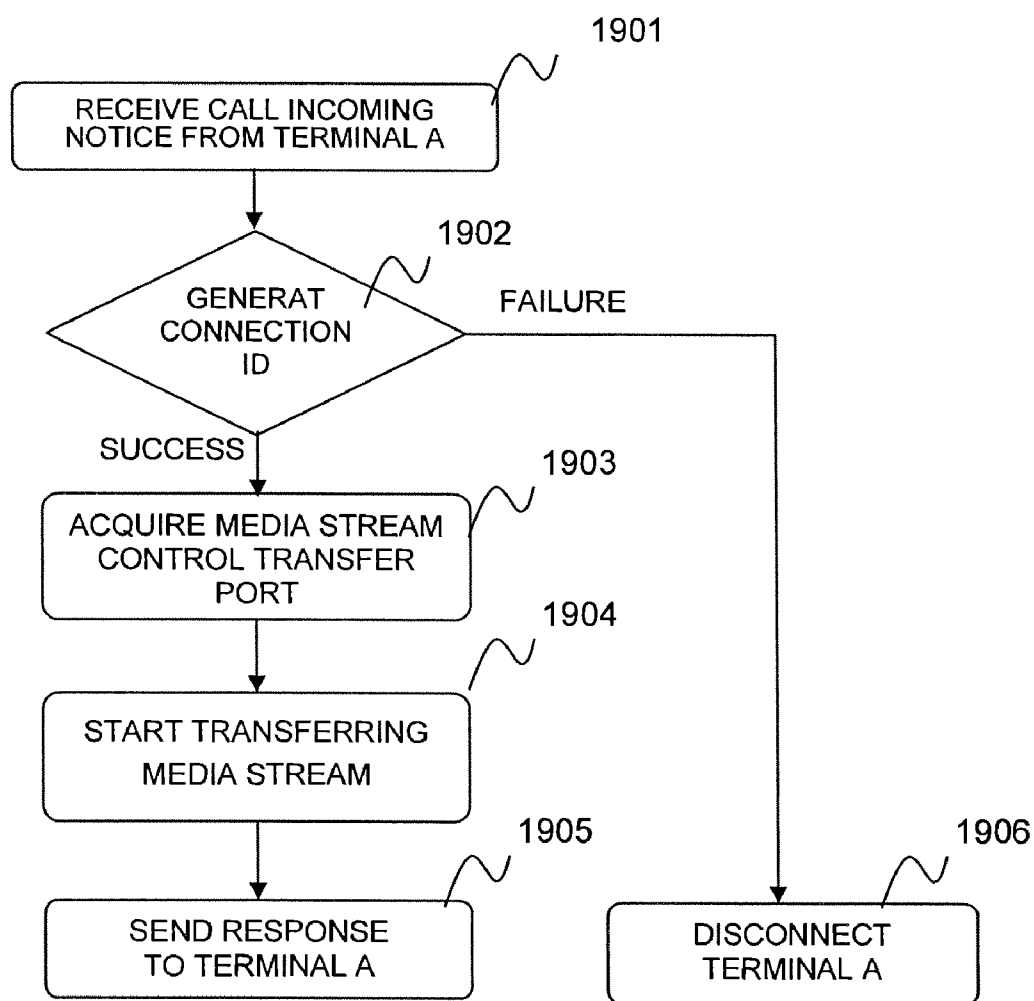 1901
RECEIVE CALL INCOMING
NOTICE FROM TERMINAL A
1902
GENERAT
CONNECTION
ID
FAILURE
SUCCESS
1903
ACQUIRE MEDIA STREAM
CONTROL TRANSFER
PORT
1904
START TRANSFERRING
MEDIA STREAM
1905
SEND RESPONSE
TO TERMINAL A
1906
DISCONNECT
TERMINAL A